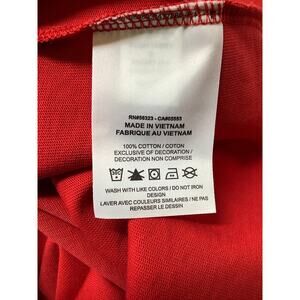 RN#56323 - CA#05553
MADE IN VIETNAM
FABRIQUE AU VIETNAM
100% COTTON / COTON
EXCLUSIVE OF DECORATION /
DECORATION NON COMPRISE
WASH WITH LIKE COLORS / DO NOT IRON
DESIGN
LAVER AVEC COULEURS SIMILAIRES / NE PAS
REPASSER LE DESSIN